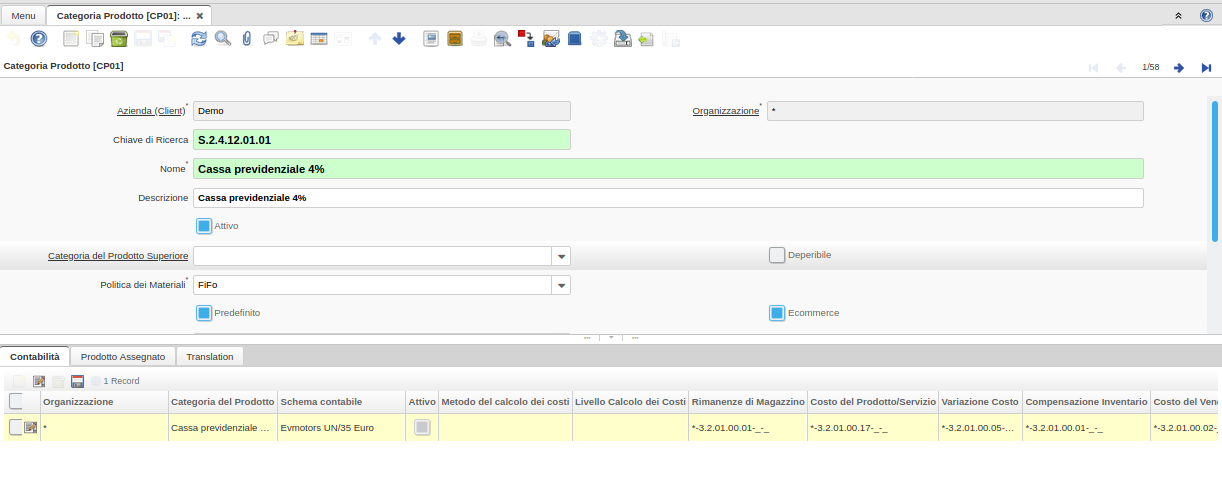 Menu Categoria Prodotto [CP01]: ...
Categoria Prodotto [CP01] 1/58
Azienda (Client)* Demo Organizzazione* *
Chiave di Ricerca S.2.4.12.01.01
Nome* Cassa previdenziale 4%
Descrizione Cassa previdenziale 4%
Attivo
Categoria del Prodotto Superiore Deperibile
Politica dei Materiali* FiFo
Predefinito Ecommerce
Contabilità Prodotto Assegnato Translation
1 Record
Organizzazione Categoria del Prodotto Schema contabile Attivo Metodo del calcolo dei costi Livello Calcolo dei Costi Rimanenze di Magazzino Costo del Prodotto/Servizio Variazione Costo Compensazione Inventario Costo del Ven
* Cassa previdenziale ... Evmotors UN/35 Euro *-3.2.01.00.01-_-_ *-3.2.01.00.17-_-_ *-3.2.01.00.05-... *-3.2.01.00.01-_-_ *-3.2.01.00.02-_